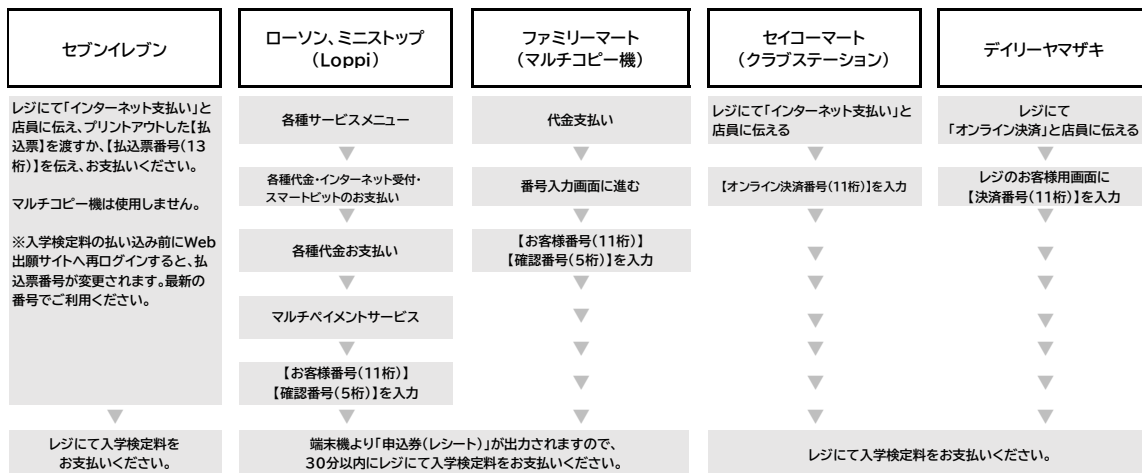 セブンイレブン
レジにて「インターネット支払い」と
店員に伝え、プリントアウトした【払
込票】を渡すか、【払込票番号(13
桁)】を伝え、お支払いください。
マルチコピー機は使用しません。
※入学検定料の払い込み前にWeb
出願サイトへ再ログインすると、払
込票番号が変更されます。最新の
番号でご利用ください。
レジにて入学検定料を
お支払いください。
ローソン、ミニストップ
(Loppi)
各種サービスメニュー
各種代金・インターネット受付・
スマートピットのお支払い
各種代金お支払い
マルチペイメントサービス
【お客様番号(11桁)】
【確認番号(5桁)】を入力
ファミリーマート
(マルチコピー機)
代金支払い
番号入力画面に進む
【お客様番号(11桁)】
【確認番号(5桁)】を入力
端末機より「申込券(レシート)」が出力されますので、
30分以内にレジにて入学検定料をお支払いください。
セイコーマート
(クラブステーション)
レジにて「インターネット支払い」と
店員に伝える
【オンライン決済番号(11桁)】を入力
デイリーヤマザキ
レジにて
「オンライン決済」と店員に伝える
レジのお客様用画面に
【決済番号(11桁)】を入力
レジにて入学検定料をお支払いください。